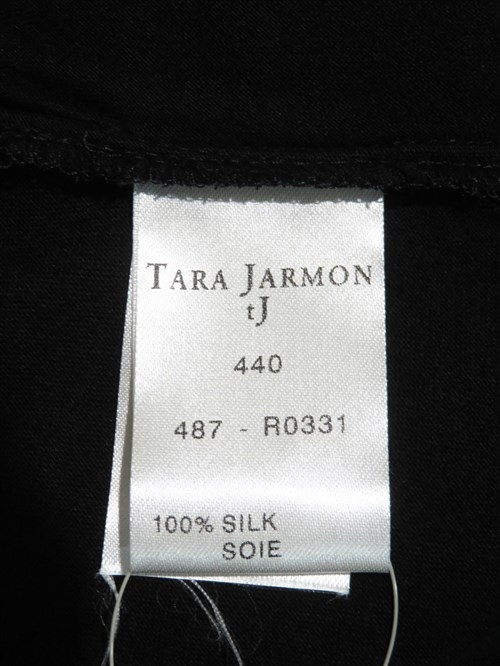 TARA JARMON
tJ
440
487 - R0331
100% SILK
SOIE